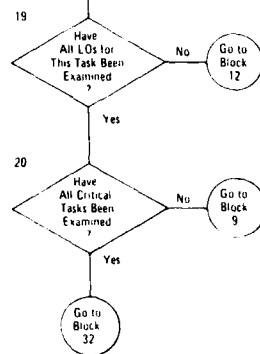 19
Have
All LOs for
This Task Been
Examined
?
No
Go to
Block
12
Yes
20
Have
All Critical
Tasks Been
Examined
?
No
Go to
Block
9
Yes
Go to
Block
32